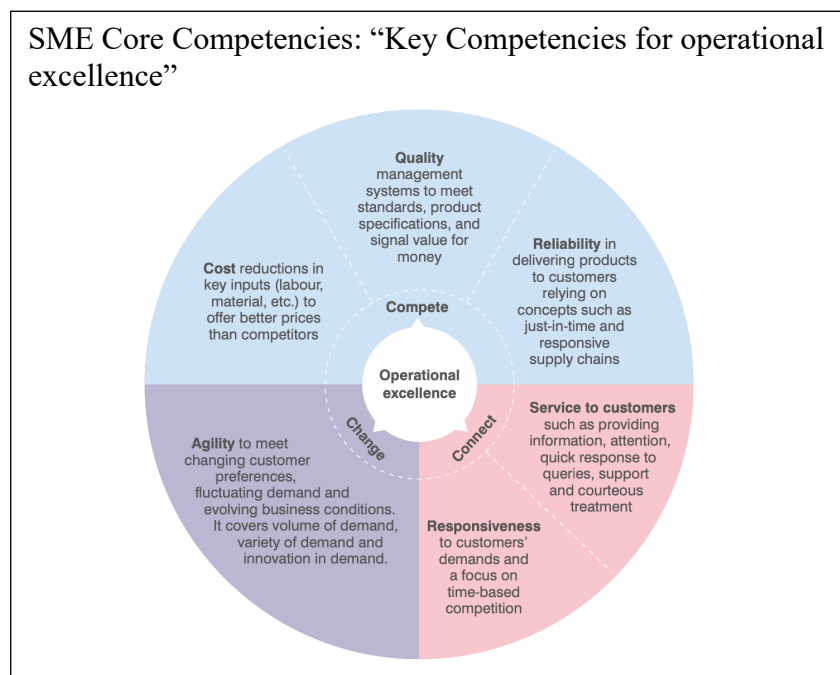 SME Core Competencies: “Key Competencies for operational
excellence”
Quality
management
systems to meet
standards, product
specifications, and
signal value for
money
Cost reductions in
key inputs (labour,
material, etc.) to
offer better prices
than competitors
Reliability in
delivering products
to customers
relying on
concepts such as
just-in-time and
responsive
supply chains
Compete
Operational
excellence
Change
Connect
Agility to meet
changing customer
preferences,
fluctuating demand and
evolving business conditions.
It covers volume of demand,
variety of demand and
innovation in demand.
Service to customers
such as providing
information, attention,
quick response to
queries, support
and courteous
treatment
Responsiveness
to customers’
demands and
a focus on
time-based
competition